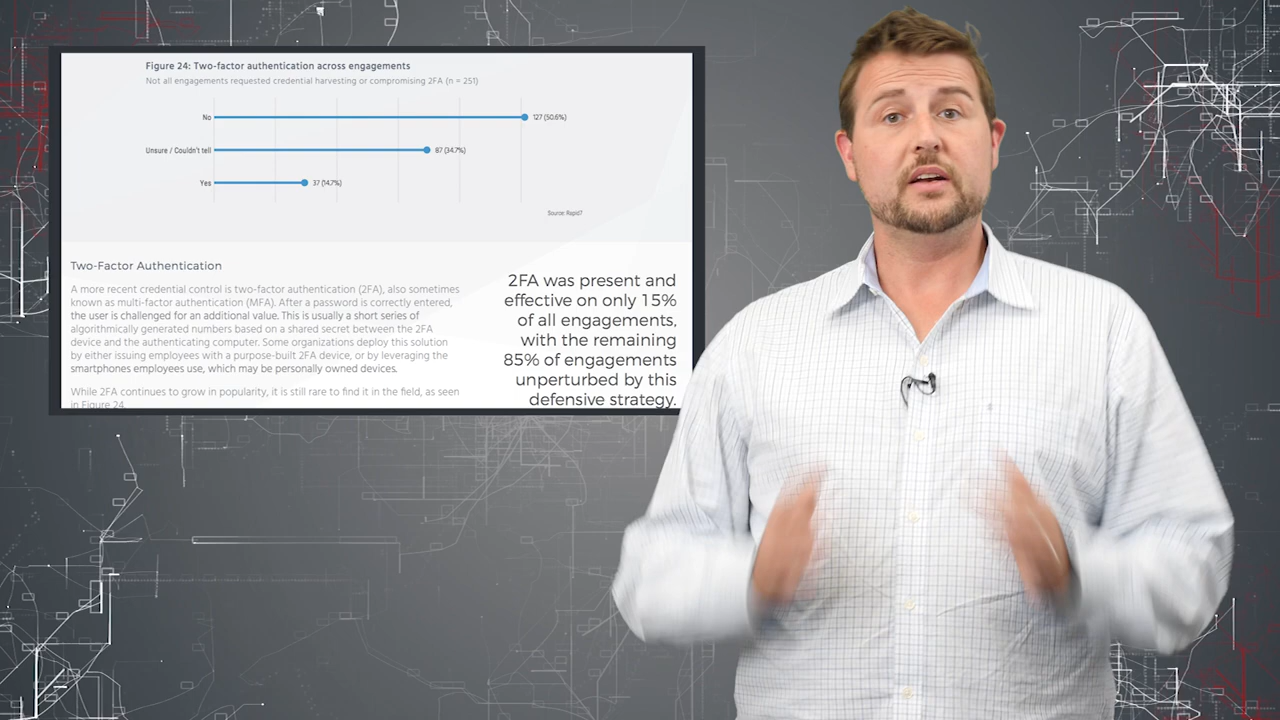 Figure 24: Two-factor authentication across engagements
Not all engagements requested credential harvesting or compromising 2FA (n = 251)
No
127 (50.6%)
Unsure / Couldn't tell
87 (34.7%)
Yes
37 (14.7%)
Source: Rapid7
Two-Factor Authentication
A more recent credential control is two-factor authentication (2FA), also sometimes
known as multi-factor authentication (MFA). After a password is correctly entered,
the user is challenged for an additional value. This is usually a short series of
algorithmically generated numbers based on a shared secret between the 2FA
device and the authenticating computer. Some organizations deploy this solution
by either issuing employees with a purpose-built 2FA device, or by leveraging the
smartphones employees use, which may be personally owned devices.
While 2FA continues to grow in popularity, it is still rare to find it in the field, as seen
in Figure 24.
2FA was present and
effective on only 15%
of all engagements,
with the remaining
85% of engagements
unperturbed by this
defensive strategy.